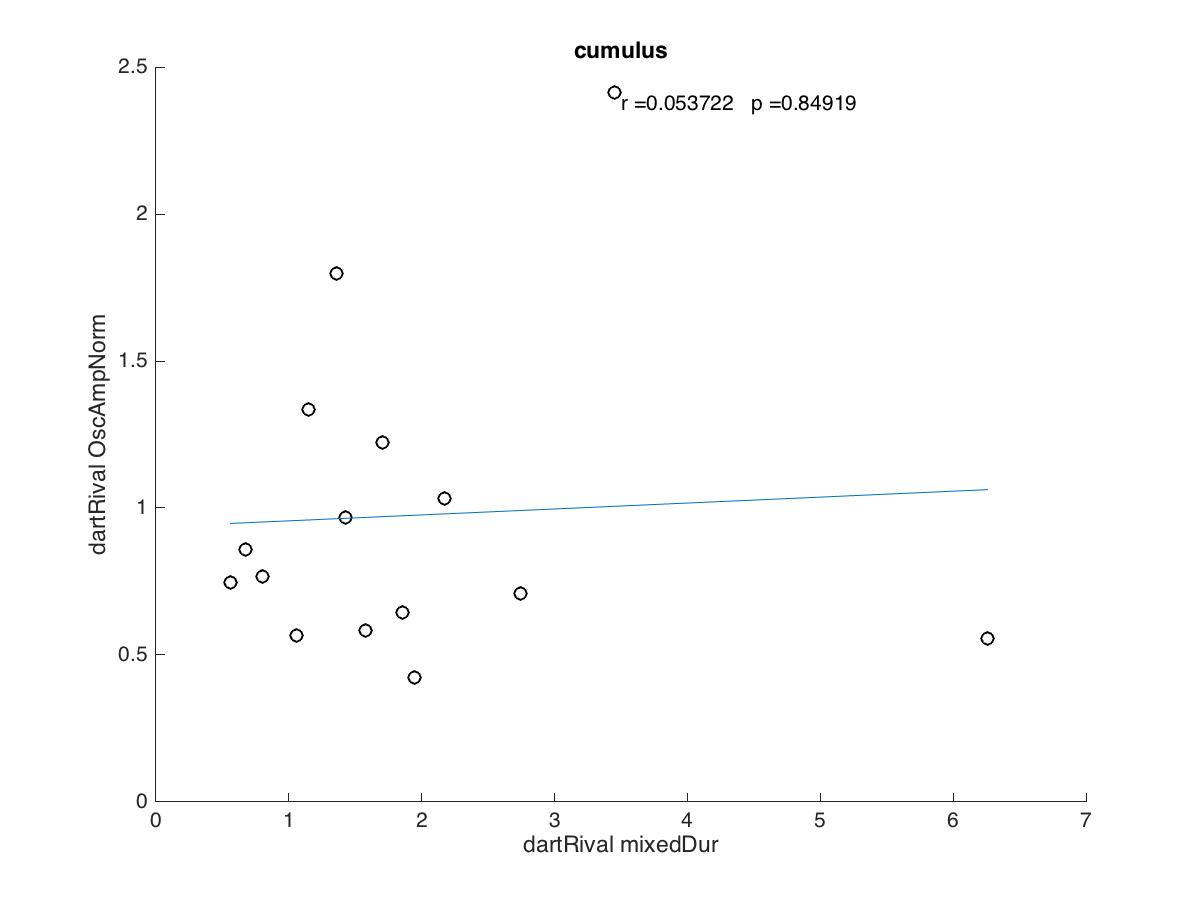 cumulus
r =0.053722 p =0.84919
2.5
2
1.5
1
0.5
0
dartRival OscAmpNorm
0 1 2 3 4 5 6 7
dartRival mixedDur